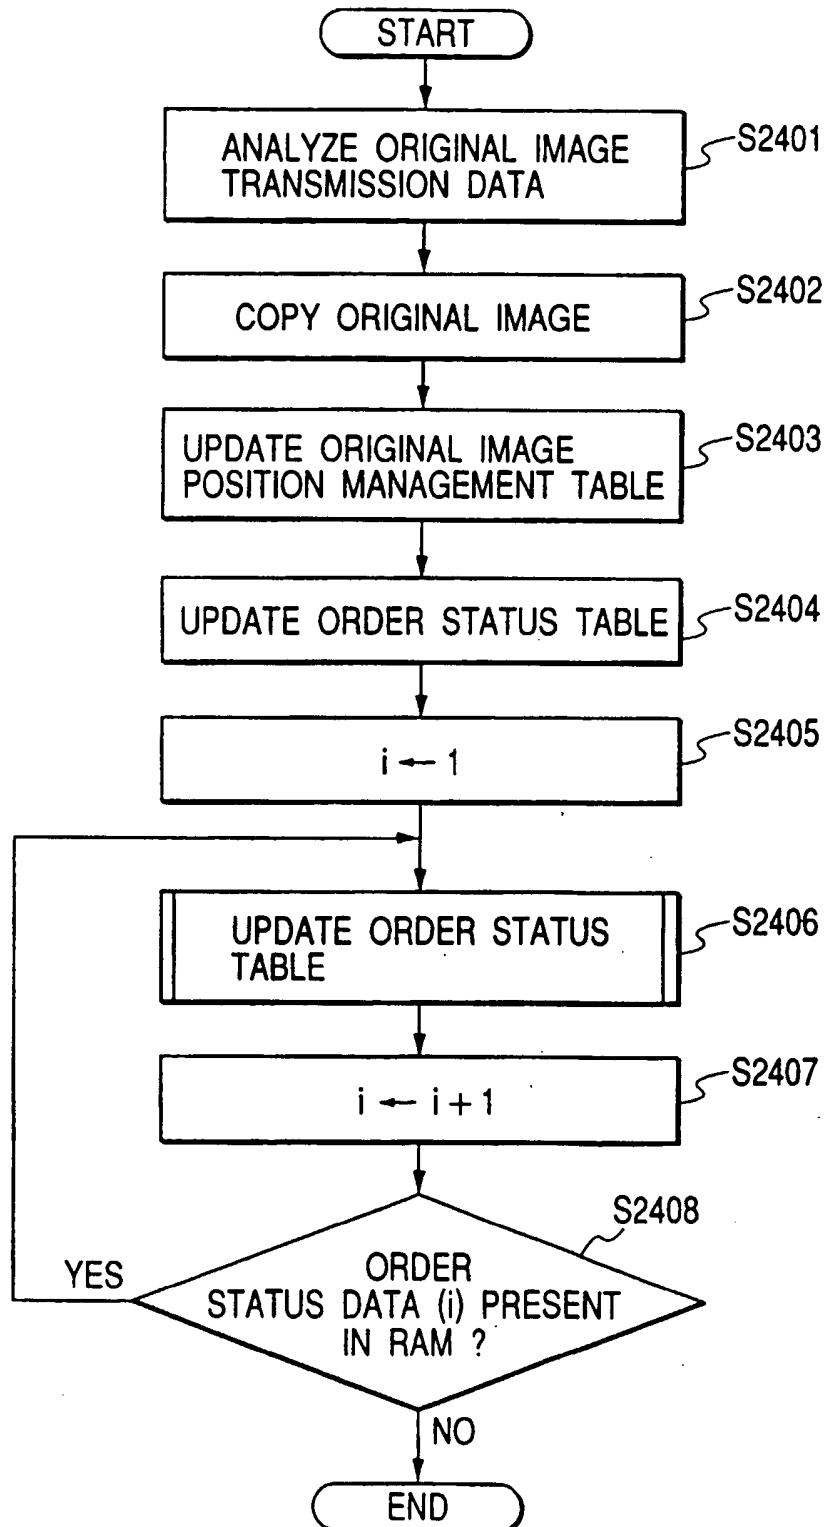 START
ANALYZE ORIGINAL IMAGE
TRANSMISSION DATA
S2401
COPY ORIGINAL IMAGE
S2402
UPDATE ORIGINAL IMAGE
POSITION MANAGEMENT TABLE
S2403
UPDATE ORDER STATUS TABLE
S2404
i ← 1
S2405
UPDATE ORDER STATUS
TABLE
S2406
i ← i + 1
S2407
S2408
ORDER
STATUS DATA (i) PRESENT
IN RAM ?
YES
NO
END